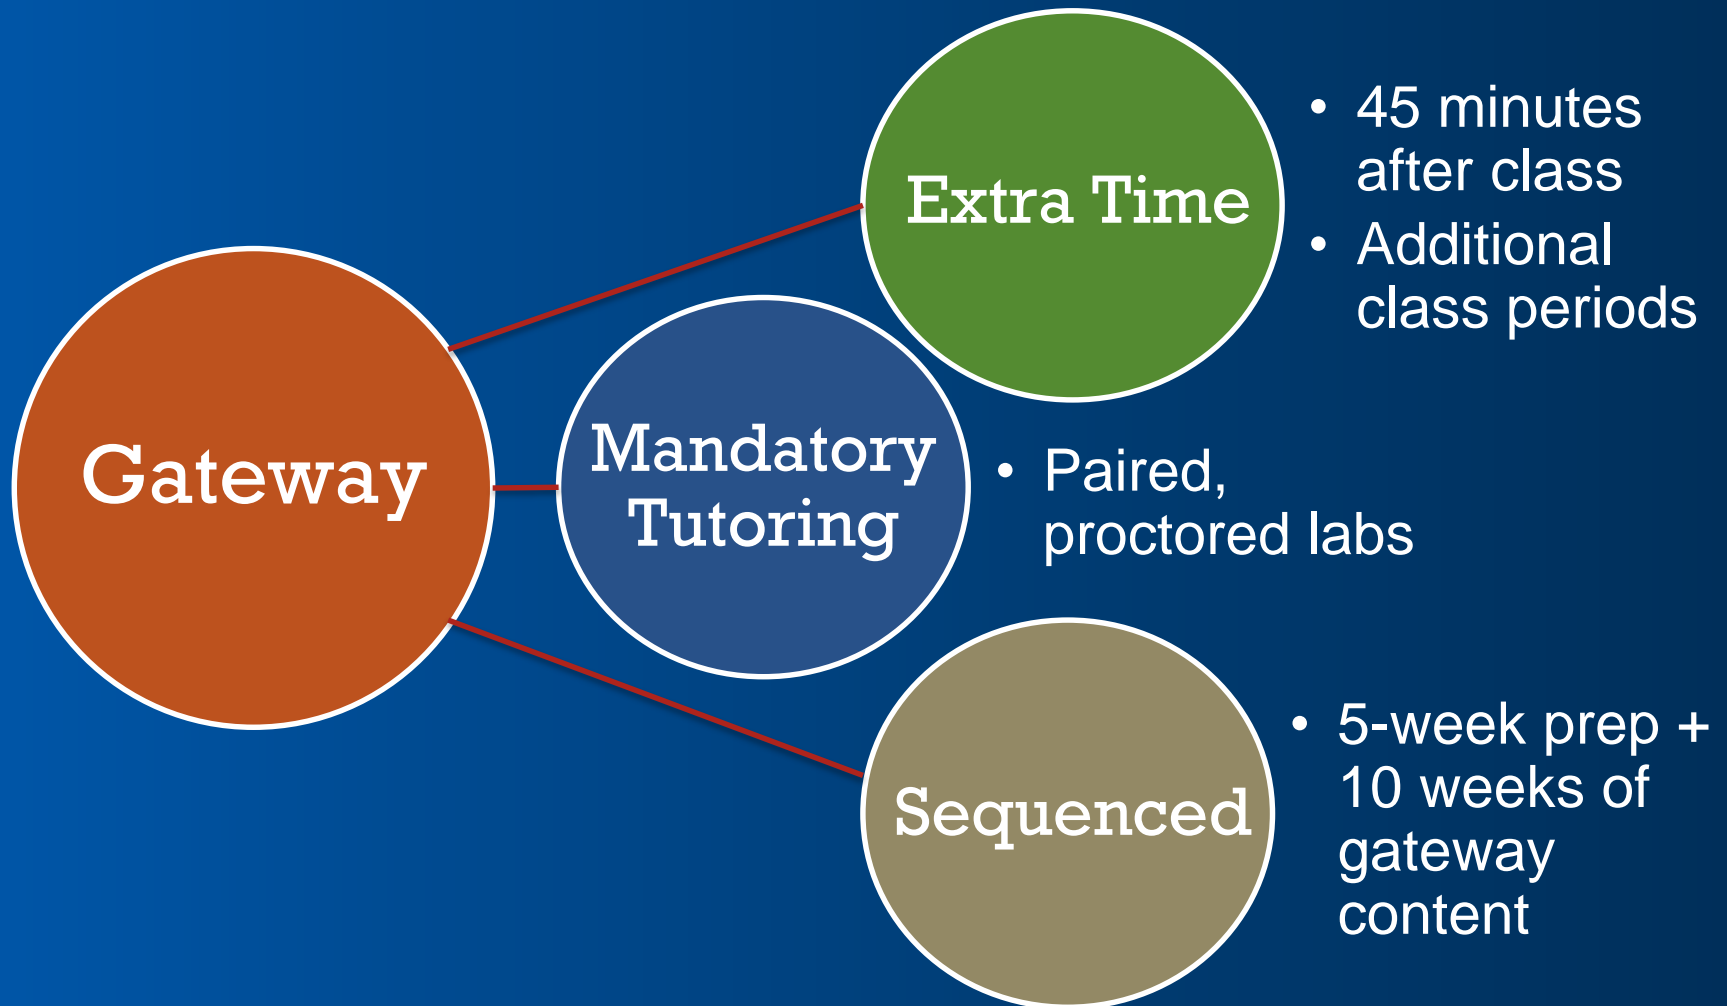 Gateway
Extra Time
• 45 minutes
after class
• Additional
class periods
Mandatory
Tutoring
• Paired,
proctored labs
Sequenced
• 5-week prep +
10 weeks of
gateway
content